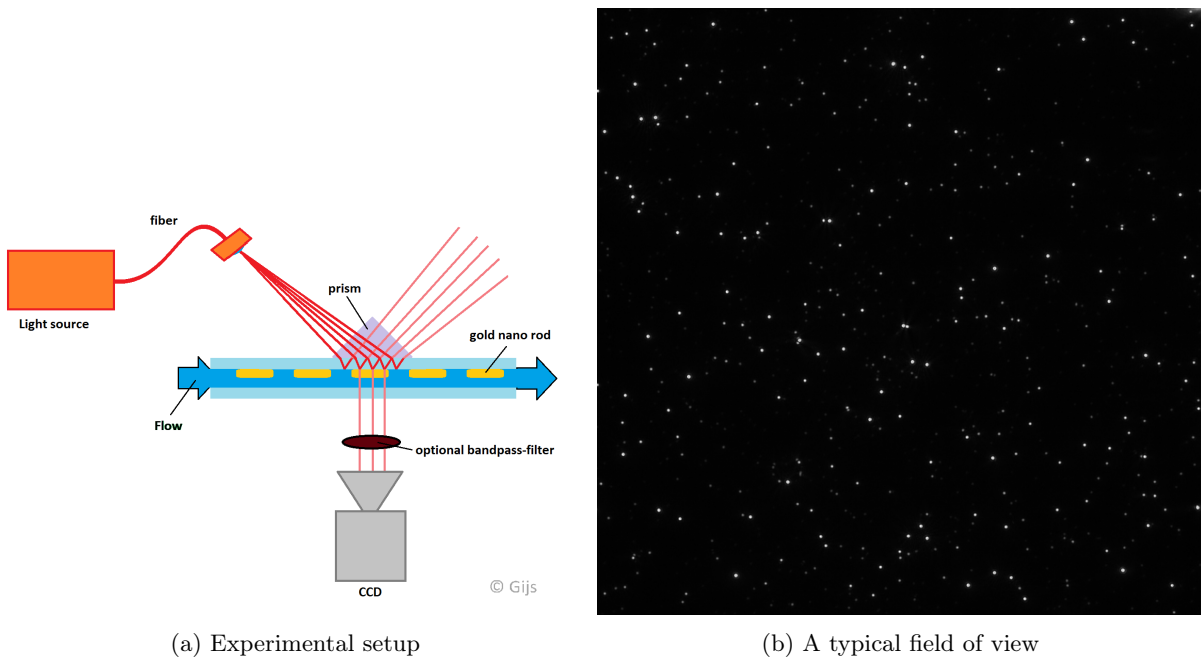 fiber
Light source
prism
gold nano rod
Flow
optional bandpass-filter
CCD
© Gijs
(a) Experimental setup
(b) A typical field of view